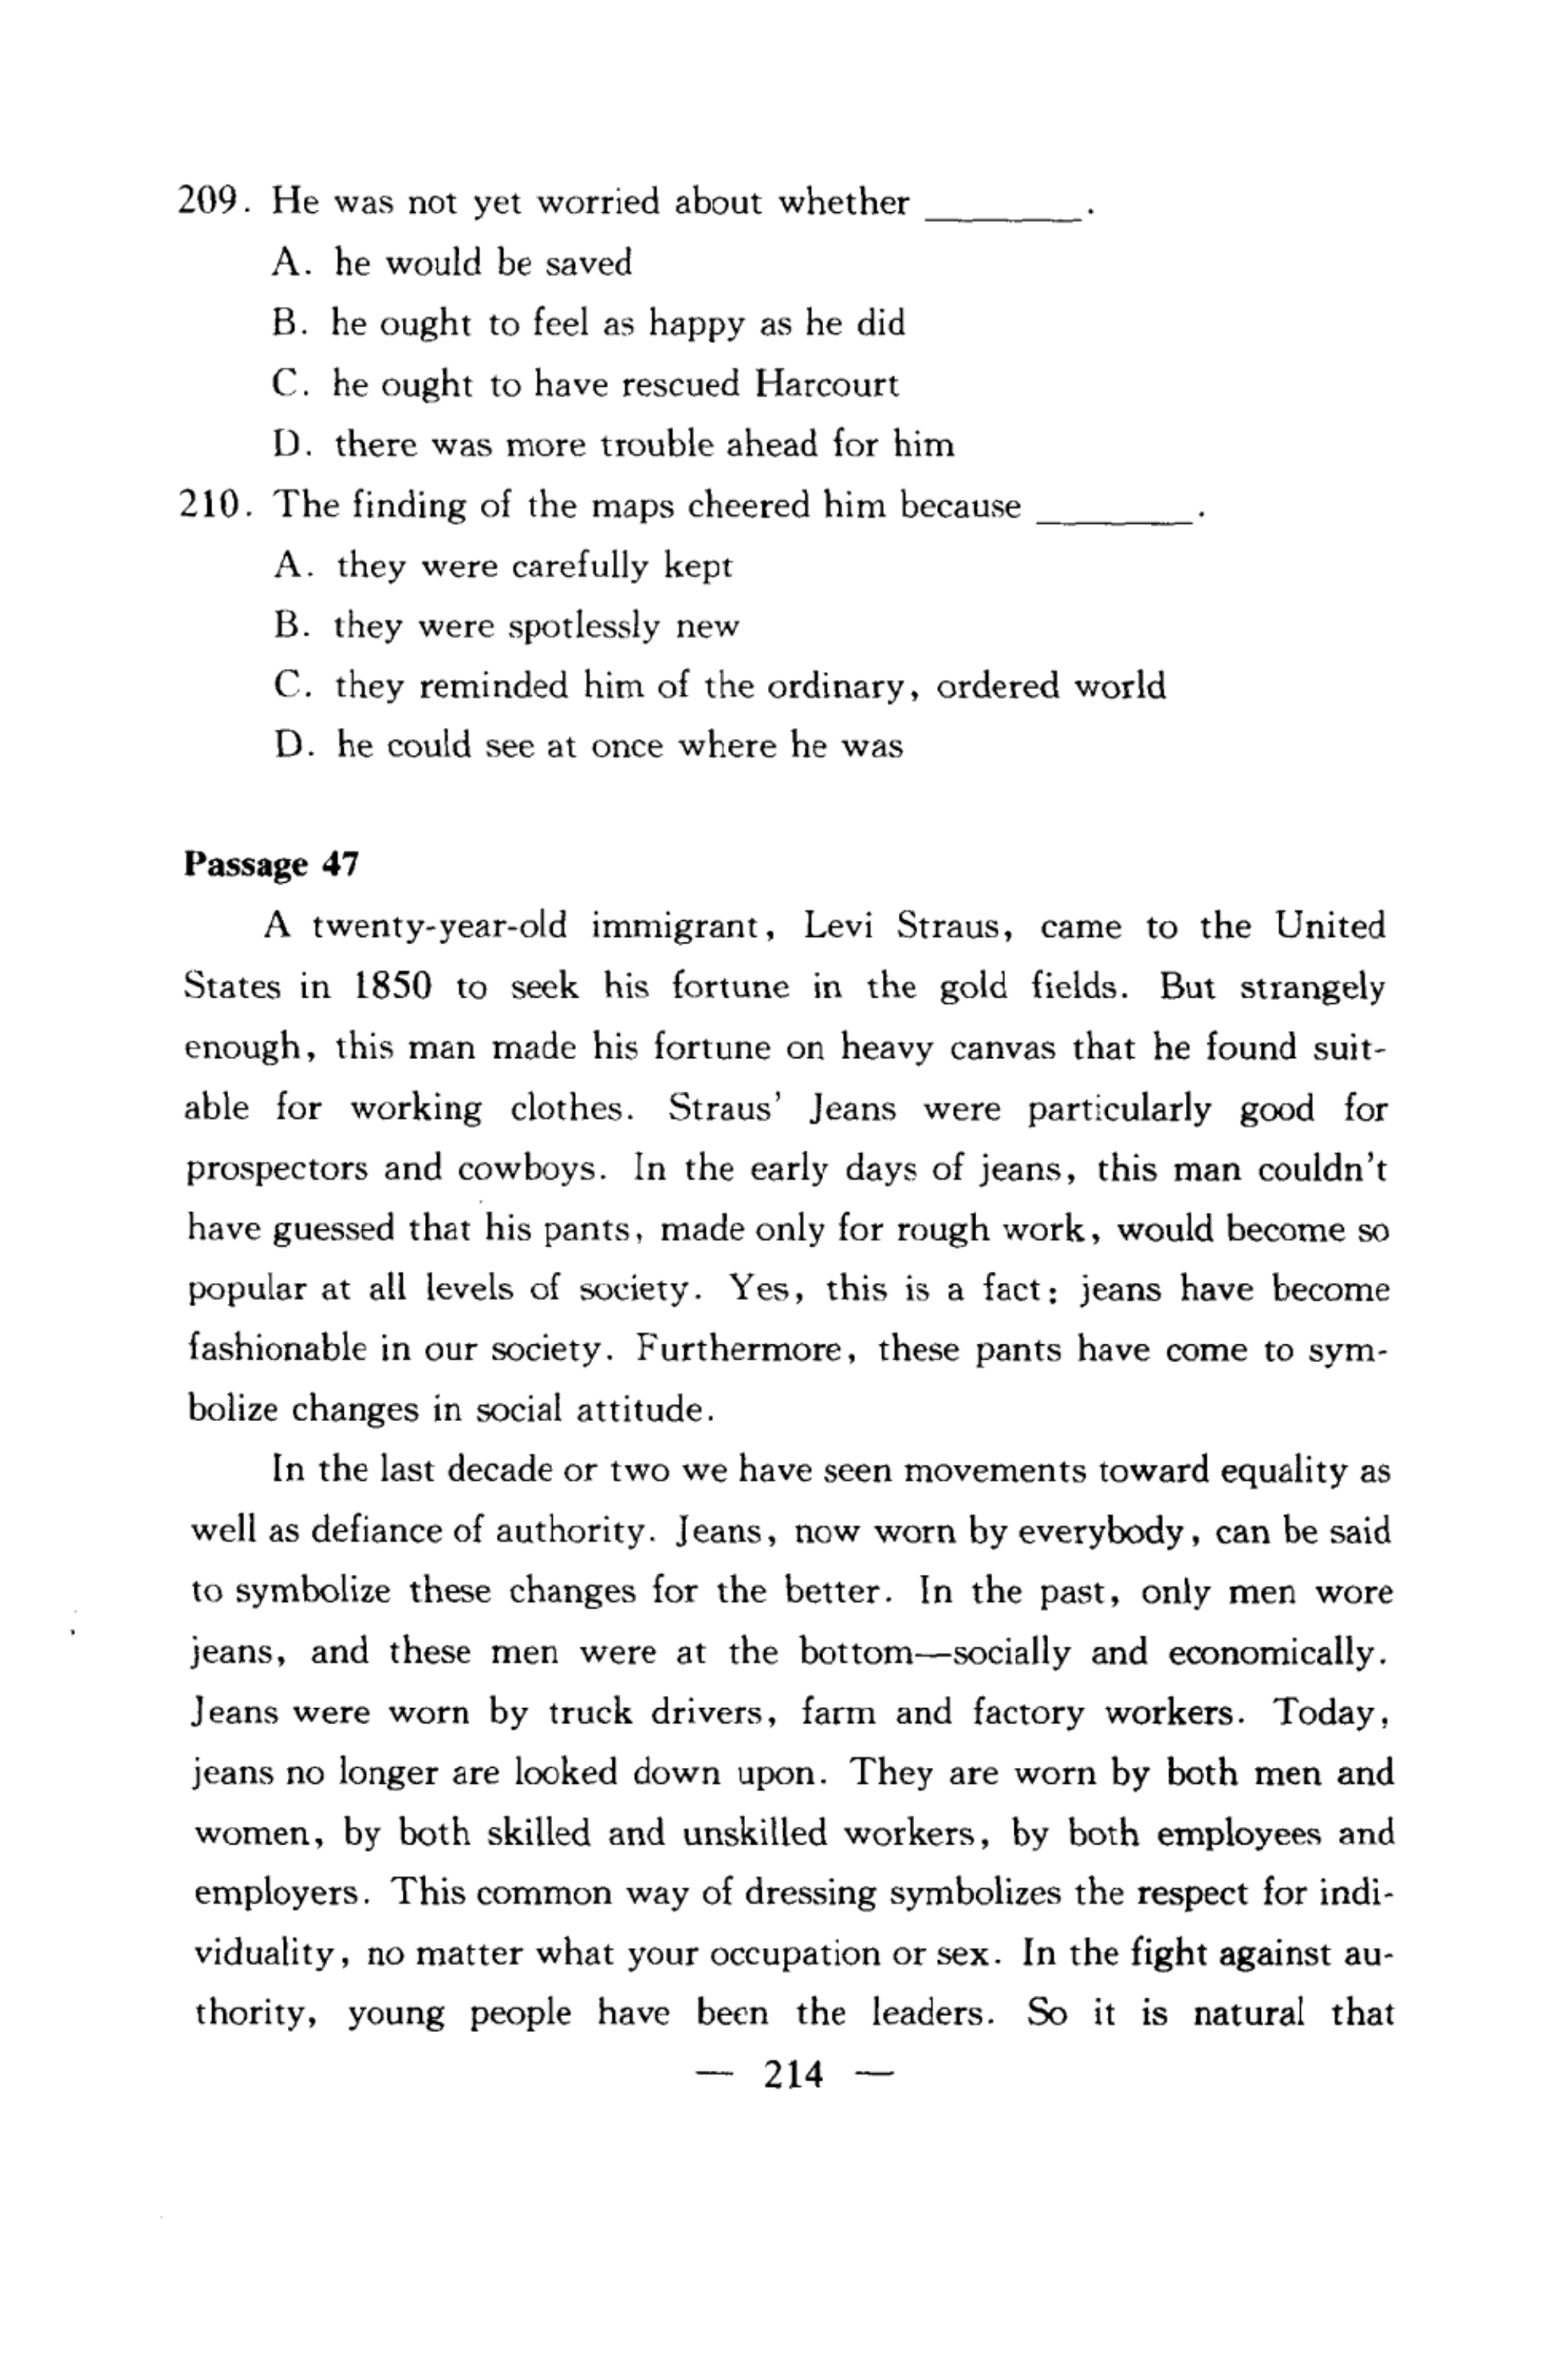 209. He was not yet worried about whether ________.
A. he would be saved
B. he ought to feel as happy as he did
C. he ought to have rescued Harcourt
D. there was more trouble ahead for him
210. The finding of the maps cheered him because ________.
A. they were carefully kept
B. they were spotlessly new
C. they reminded him of the ordinary, ordered world
D. he could see at once where he was
Passage 47
A twenty-year-old immigrant, Levi Straus, came to the United
States in 1850 to seek his fortune in the gold fields. But strangely
enough, this man made his fortune on heavy canvas that he found suit-
able for working clothes. Straus' Jeans were particularly good for
prospectors and cowboys. In the early days of jeans, this man couldn't
have guessed that his pants, made only for rough work, would become so
popular at all levels of society. Yes, this is a fact: jeans have become
fashionable in our society. Furthermore, these pants have come to sym-
bolize changes in social attitude.
In the last decade or two we have seen movements toward equality as
well as defiance of authority. Jeans, now worn by everybody, can be said
to symbolize these changes for the better. In the past, only men wore
jeans, and these men were at the bottom—socially and economically.
Jeans were worn by truck drivers, farm and factory workers. Today,
jeans no longer are looked down upon. They are worn by both men and
women, by both skilled and unskilled workers, by both employees and
employers. This common way of dressing symbolizes the respect for indi-
viduality, no matter what your occupation or sex. In the fight against au-
thority, young people have been the leaders. So it is natural that
— 214 —